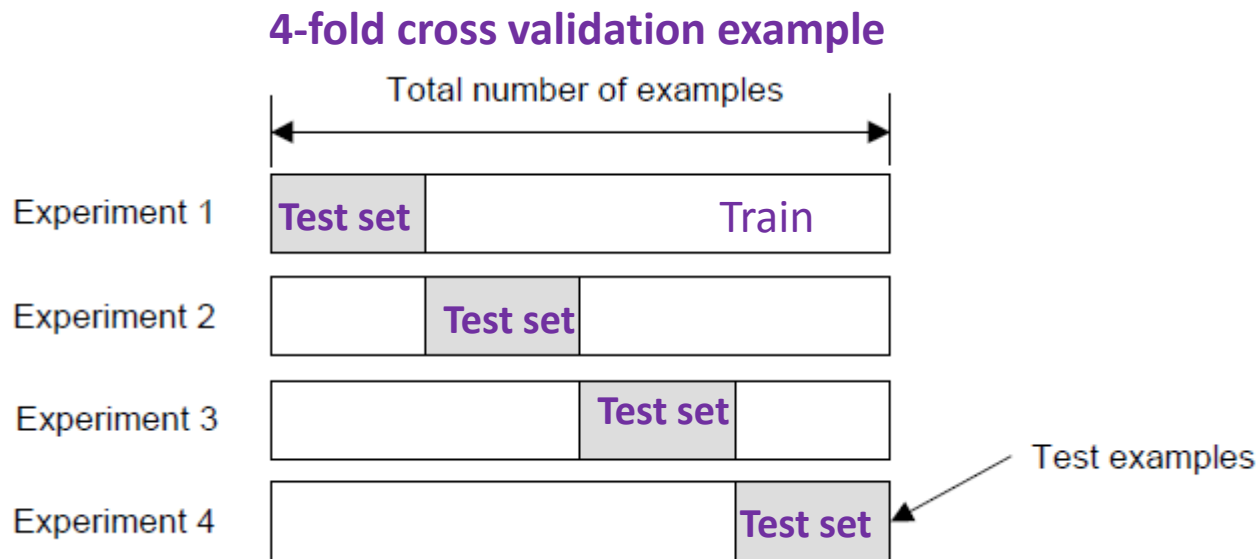 4-fold cross validation example
Total number of examples
Experiment 1
Test set
Train
Experiment 2
Test set
Experiment 3
Test set
Test examples
Experiment 4
Test set